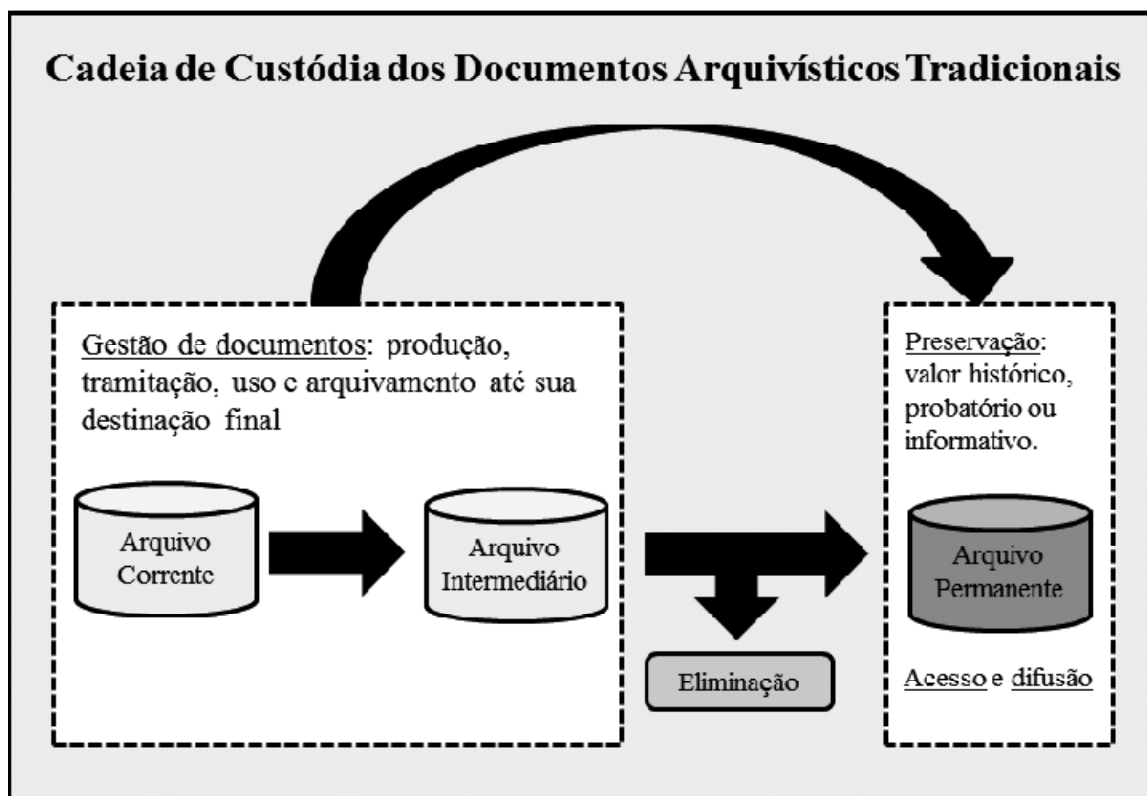 Cadeia de Custódia dos Documentos Arquivísticos Tradicionais
Gestão de documentos: produção,
tramitação, uso e arquivamento até sua
destinação final
Preservação:
valor histórico,
probatório ou
informativo.
Arquivo
Corrente
Arquivo
Intermediário
Arquivo
Permanente
Eliminação
Acesso e difusão